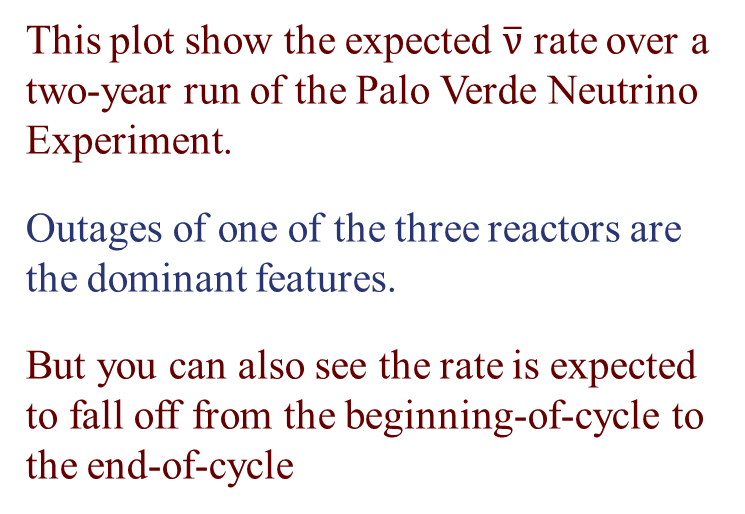 This plot show the expected ν̅ rate over a
two-year run of the Palo Verde Neutrino
Experiment.
Outages of one of the three reactors are
the dominant features.
But you can also see the rate is expected
to fall off from the beginning-of-cycle to
the end-of-cycle